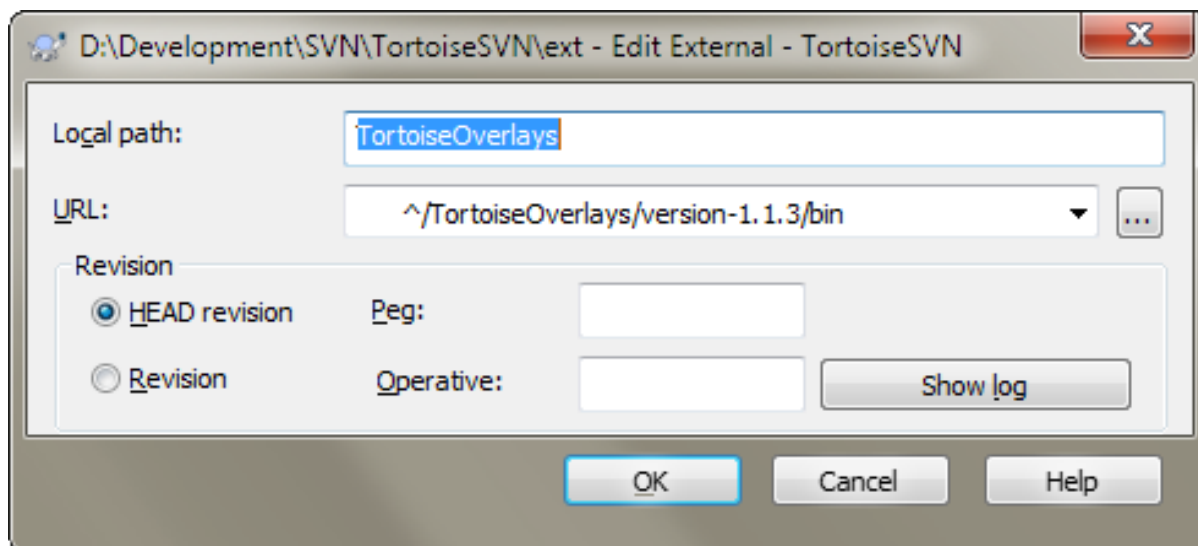 D:\Development\SVN\TortoiseSVN\ext - Edit External - TortoiseSVN
Local path: TortoiseOverlays
URL: ^/TortoiseOverlays/version-1.1.3/bin ...
Revision
HEAD revision Peg:
Revision Operative: Show log
OK Cancel Help